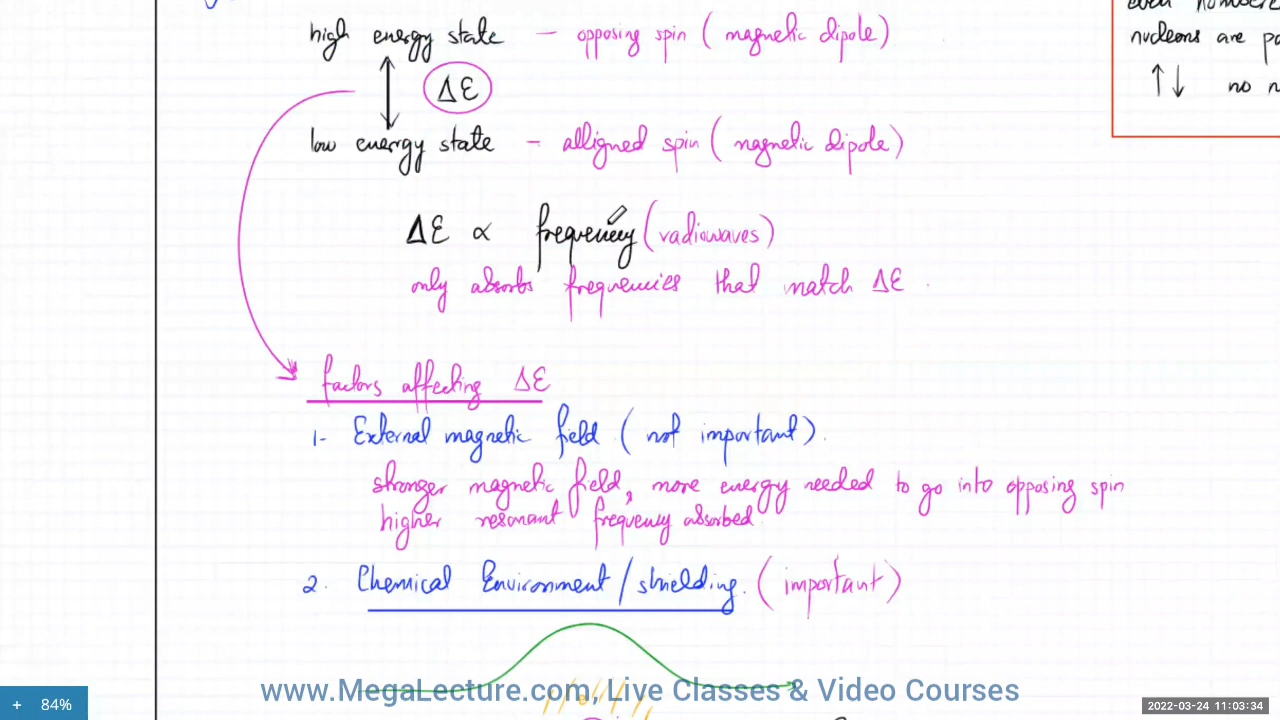 high energy state — opposing spin ( magnetic dipole )
nucleons are
ΔE
↑↓ no
low energy state — alligned spin ( magnetic dipole )
ΔE ∝ frequency (radiowaves)
only absorbs frequencies that match ΔE .
factors affecting ΔE
1- External magnetic field ( not important ).
stronger magnetic field, more energy needed to go into opposing spin
higher resonant frequency absorbed.
2. Chemical Environment / shielding. ( important )
www.MegaLecture.com, Live Classes & Video Courses
+ 84%
2022-03-24 11:03:34